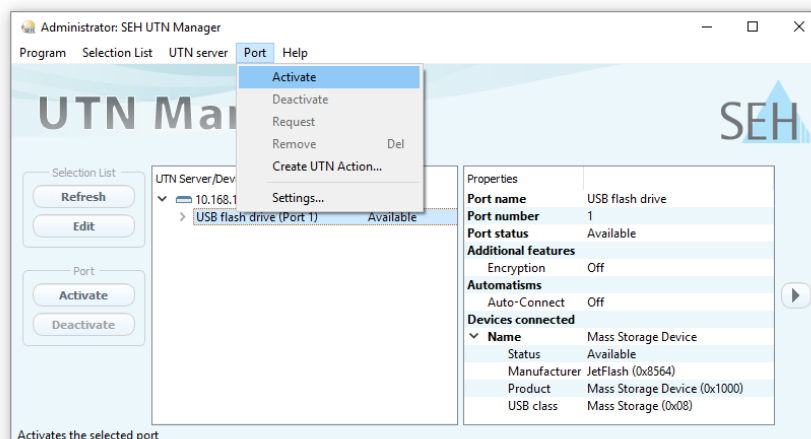 Administrator: SEH UTN Manager
Program Selection List UTN server Port Help
Activate
Deactivate
Request
Remove Del
Create UTN Action...
Settings...
UTN Ma
SEH
Selection List
Refresh
Edit
Port
Activate
Deactivate
UTN Server/Dev
10.168.1
USB flash drive (Port 1) Available
Properties
Port name USB flash drive
Port number 1
Port status Available
Additional features
Encryption Off
Automatisms
Auto-Connect Off
Devices connected
Name Mass Storage Device
Status Available
Manufacturer JetFlash (0x8564)
Product Mass Storage Device (0x1000)
USB class Mass Storage (0x08)
Activates the selected port